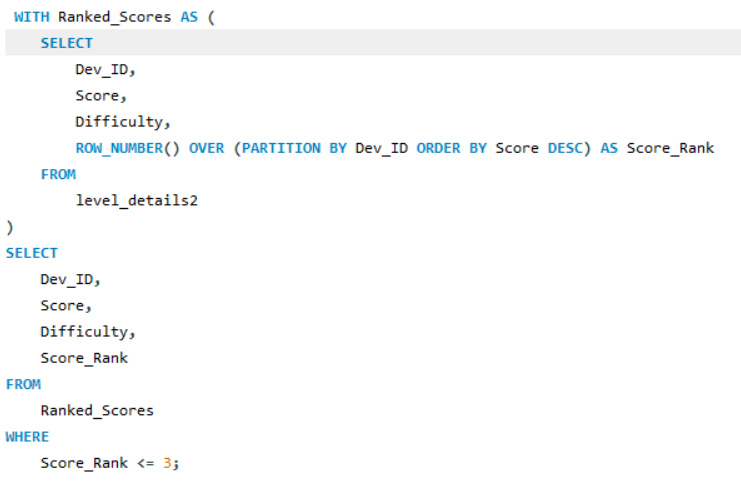 WITH Ranked_Scores AS (
SELECT
Dev_ID,
Score,
Difficulty,
ROW_NUMBER() OVER (PARTITION BY Dev_ID ORDER BY Score DESC) AS Score_Rank
FROM
level_details2
)
SELECT
Dev_ID,
Score,
Difficulty,
Score_Rank
FROM
Ranked_Scores
WHERE
Score_Rank <= 3;